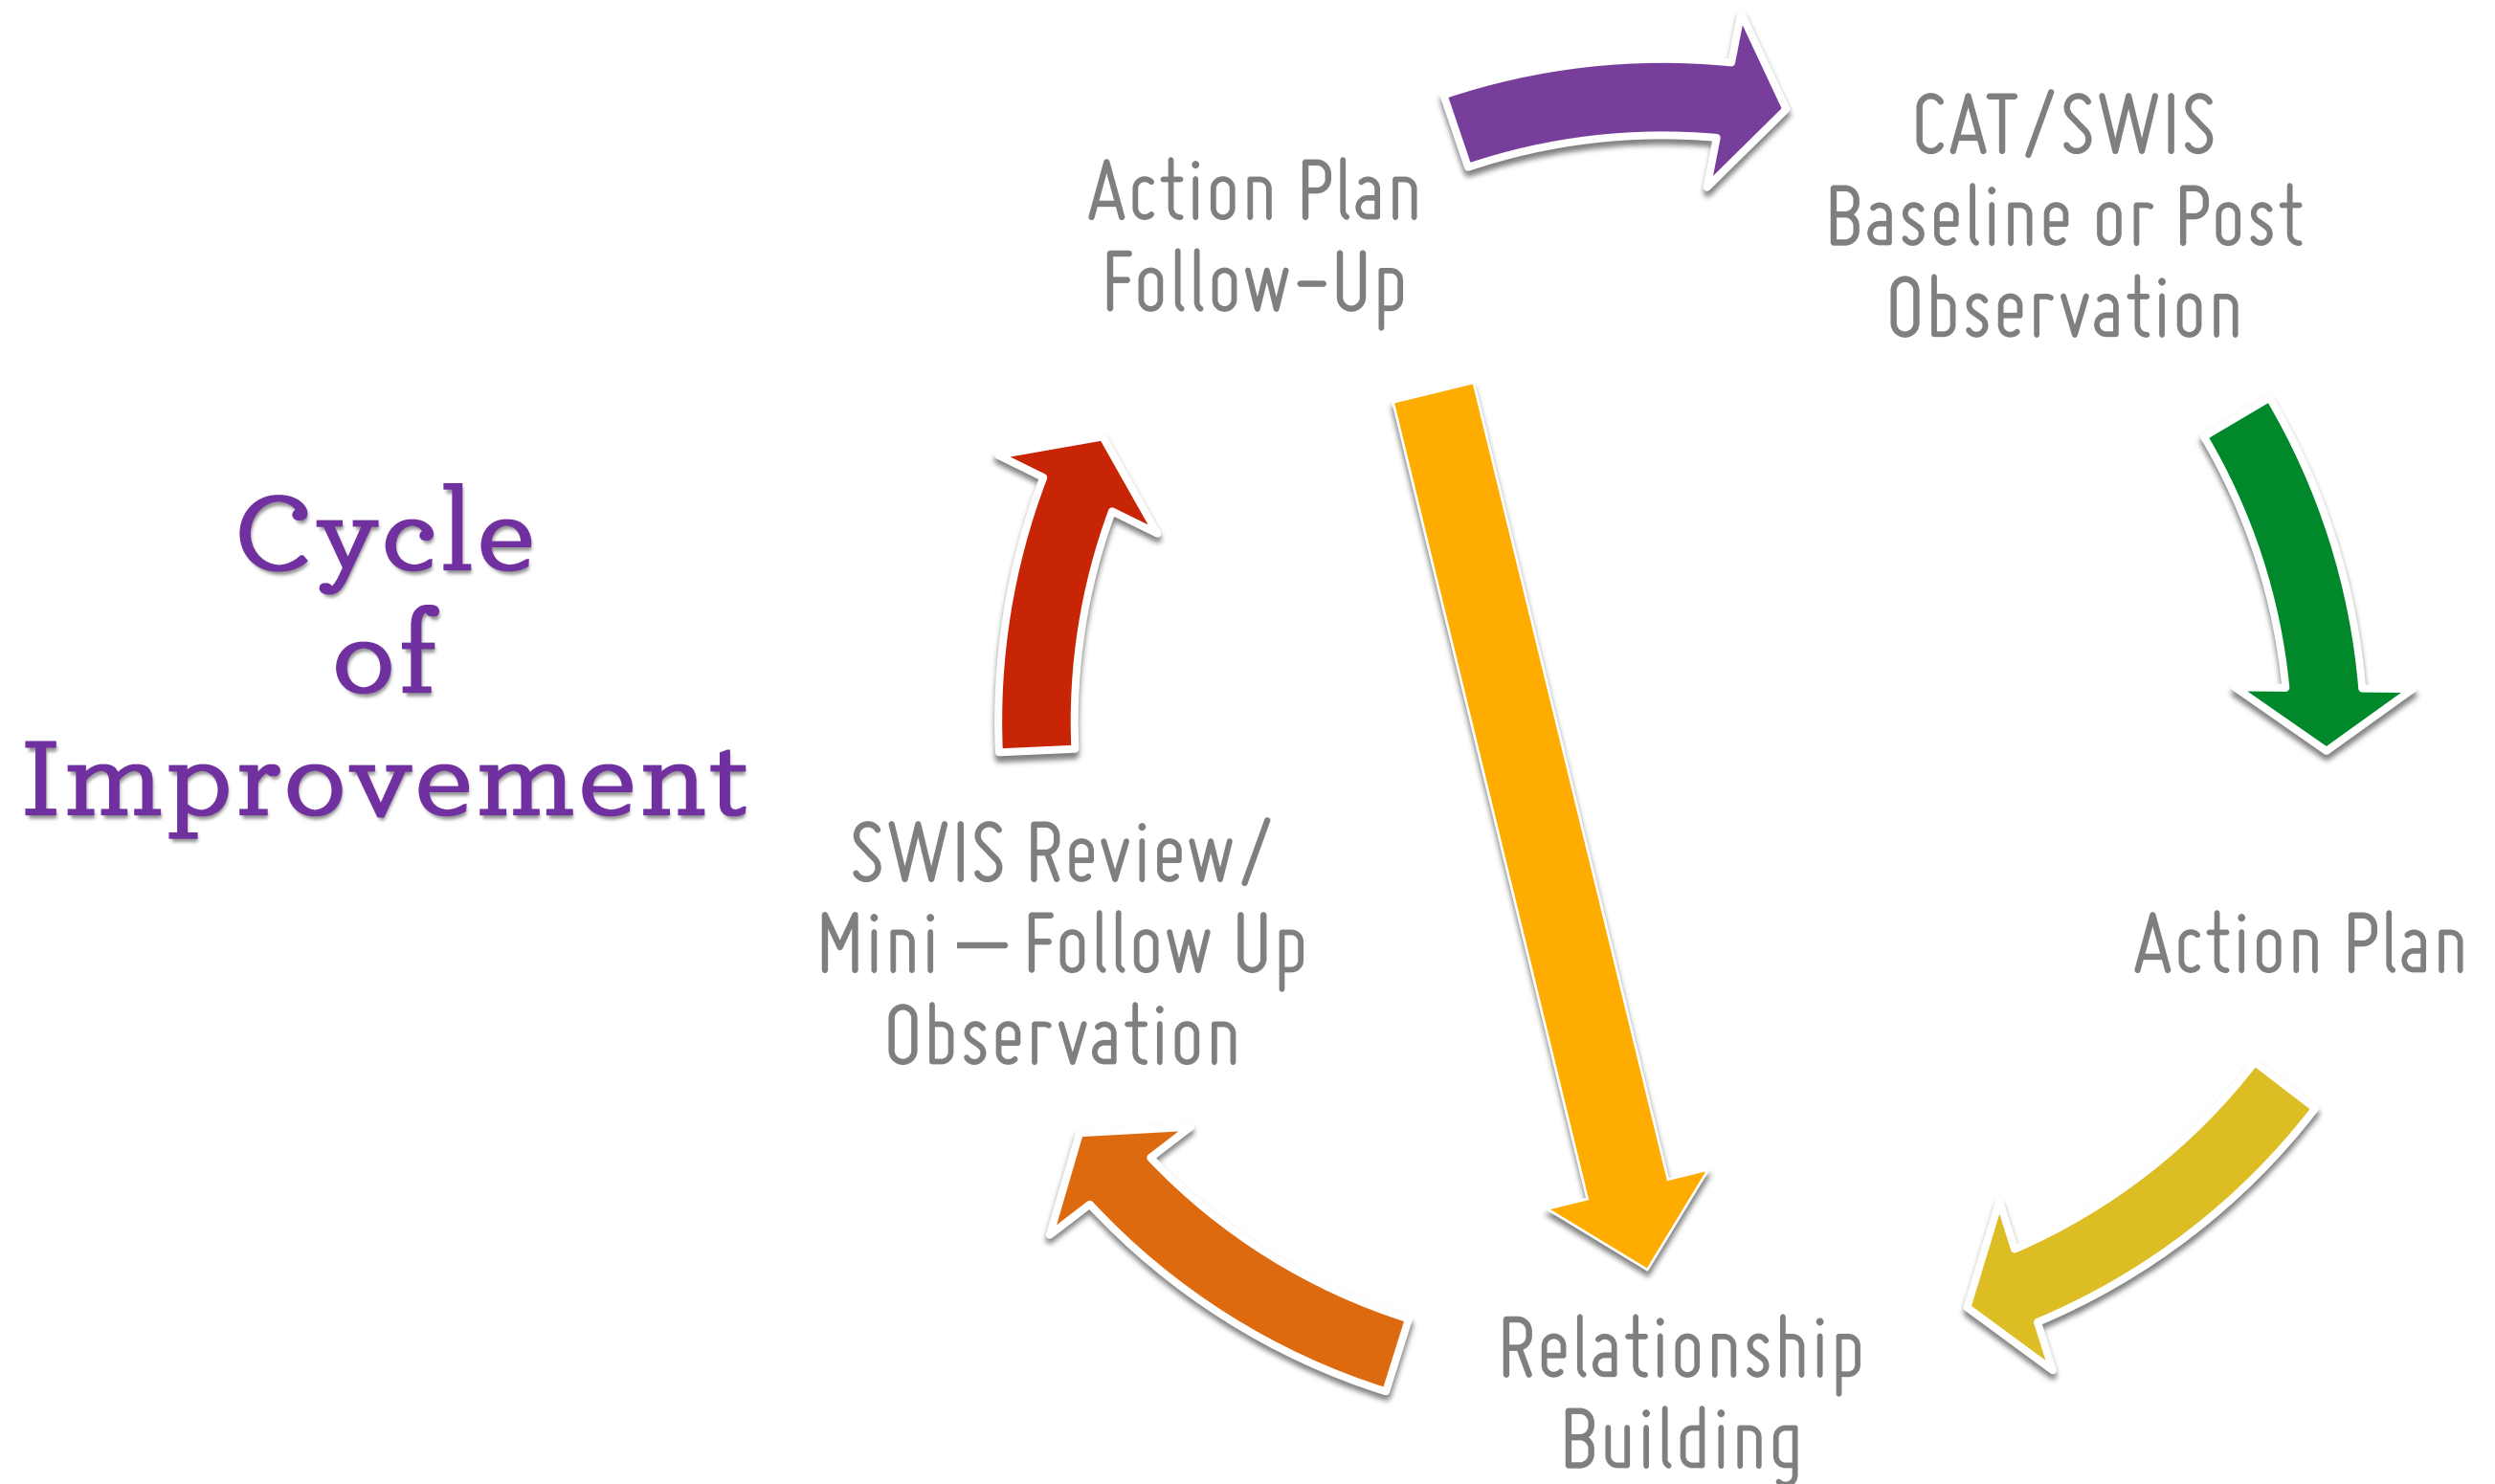 Cycle
of
Improvement
Action Plan
Follow-Up
CAT/SWIS
Baseline or Post
Observation
Action Plan
Relationship
Building
SWIS Review/
Mini – Follow Up
Observation